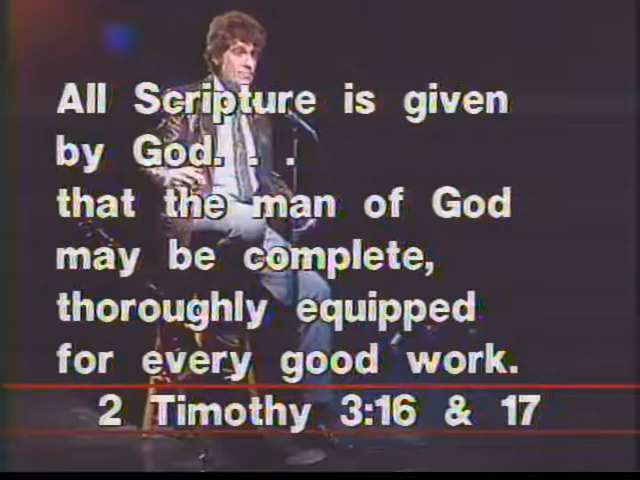 All Scripture is given
by God. . .
that the man of God
may be complete,
thoroughly equipped
for every good work.
2 Timothy 3:16 & 17